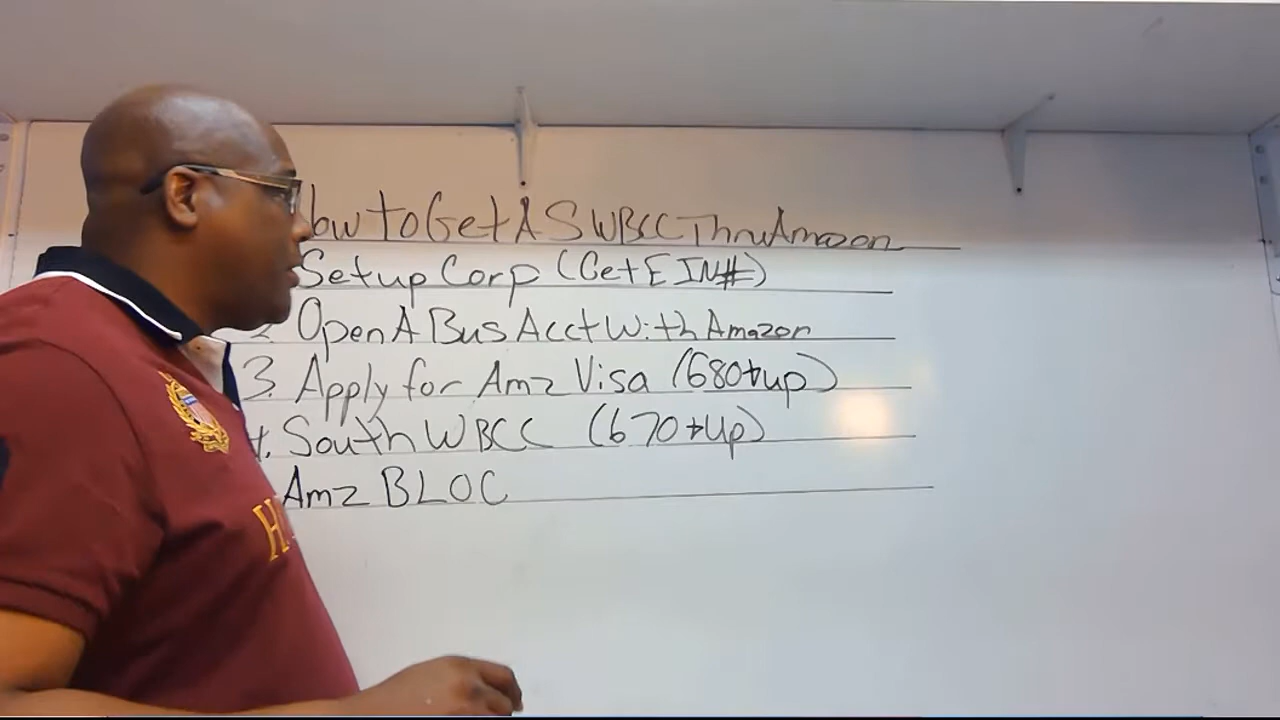 ow to Get A SWBCC Thru Amazon
Setup Corp (Get EIN#)
2. Open A Bus Acct With Amazon
3. Apply for Amz Visa (680+up)
4. South WBCC (670+Up)
Amz BLOC
H